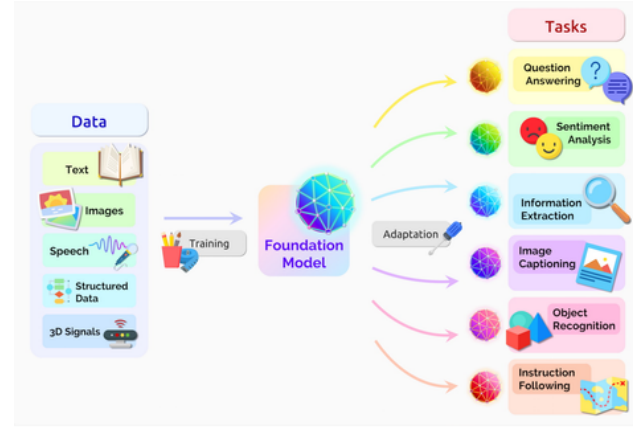 Tasks
Question
Answering
Data
Sentiment
Analysis
Text
Images
Information
Extraction
Training
Foundation
Model
Adaptation
Speech
Image
Captioning
Structured
Data
3D Signals
Object
Recognition
Instruction
Following